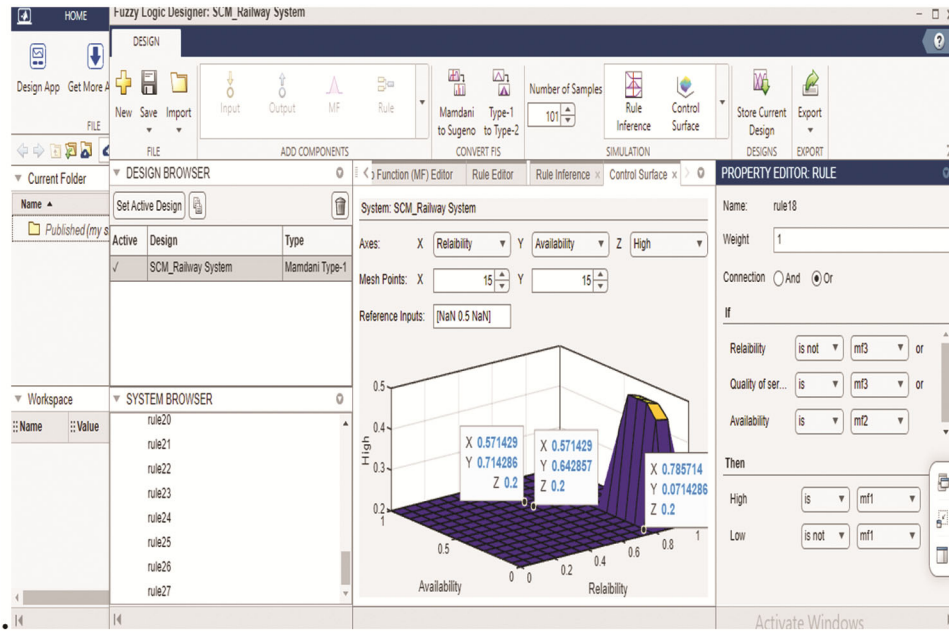 HOME
Fuzzy Logic Designer: SCM_Railway System
DESIGN
?
Design App
Get More A
FILE
New
Save
Import
FILE
Input
Output
MF
Rule
ADD COMPONENTS
Mamdani to Sugeno
Type-1 to Type-2
CONVERT FIS
Number of Samples
101
Rule Inference
Control Surface
SIMULATION
Store Current Design
DESIGNS
Export
EXPORT
Current Folder
Name
Published (my s
Workspace
Name
Value
DESIGN BROWSER
Set Active Design
Active Design Type
✓ SCM_Railway System Mamdani Type-1
SYSTEM BROWSER
rule20
rule21
rule22
rule23
rule24
rule25
rule26
rule27
Function (MF) Editor
Rule Editor
Rule Inference ×
Control Surface ×
System: SCM_Railway System
Axes: X Relaibility Y Availability Z High
Mesh Points: X 15 Y 15
Reference Inputs: [NaN 0.5 NaN]
0.5
0.4
0.3
0.2
High
X 0.571429
Y 0.714286
Z 0.2
X 0.571429
Y 0.642857
Z 0.2
X 0.785714
Y 0.0714286
Z 0.2
1
0.5
0
Availability
0
0.2
0.4
0.6
0.8
1
Relaibility
PROPERTY EDITOR: RULE
Name: rule18
Weight 1
Connection And Or
If
Relaibility is not mf3 or
Quality of ser... is mf3 or
Availability is mf2
Then
High is mf1
Low is not mf1
Activate Windows